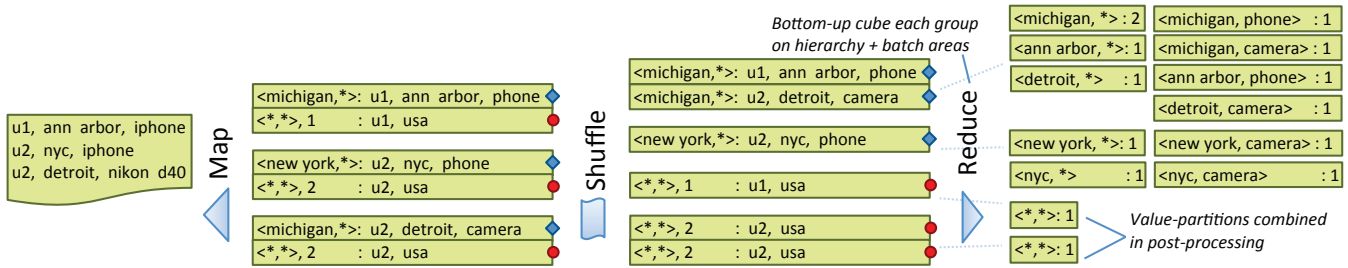 u1, ann arbor, iphone
u2, nyc, iphone
u2, detroit, nikon d40
Map
<michigan,*>: u1, ann arbor, phone
<*,*>, 1 : u1, usa
<new york,*>: u2, nyc, phone
<*,*>, 2 : u2, usa
<michigan,*>: u2, detroit, camera
<*,*>, 2 : u2, usa
Shuffle
<michigan,*>: u1, ann arbor, phone
<michigan,*>: u2, detroit, camera
<new york,*>: u2, nyc, phone
<*,*>, 1 : u1, usa
<*,*>, 2 : u2, usa
<*,*>, 2 : u2, usa
Bottom-up cube each group
on hierarchy + batch areas
Reduce
<michigan, *> : 2
<ann arbor, *>: 1
<detroit, *> : 1
<michigan, phone> : 1
<michigan, camera> : 1
<ann arbor, phone> : 1
<detroit, camera> : 1
<new york, *>: 1
<nyc, *> : 1
<new york, camera> : 1
<nyc, camera> : 1
<*,*>: 1
<*,*>: 1
Value-partitions combined
in post-processing